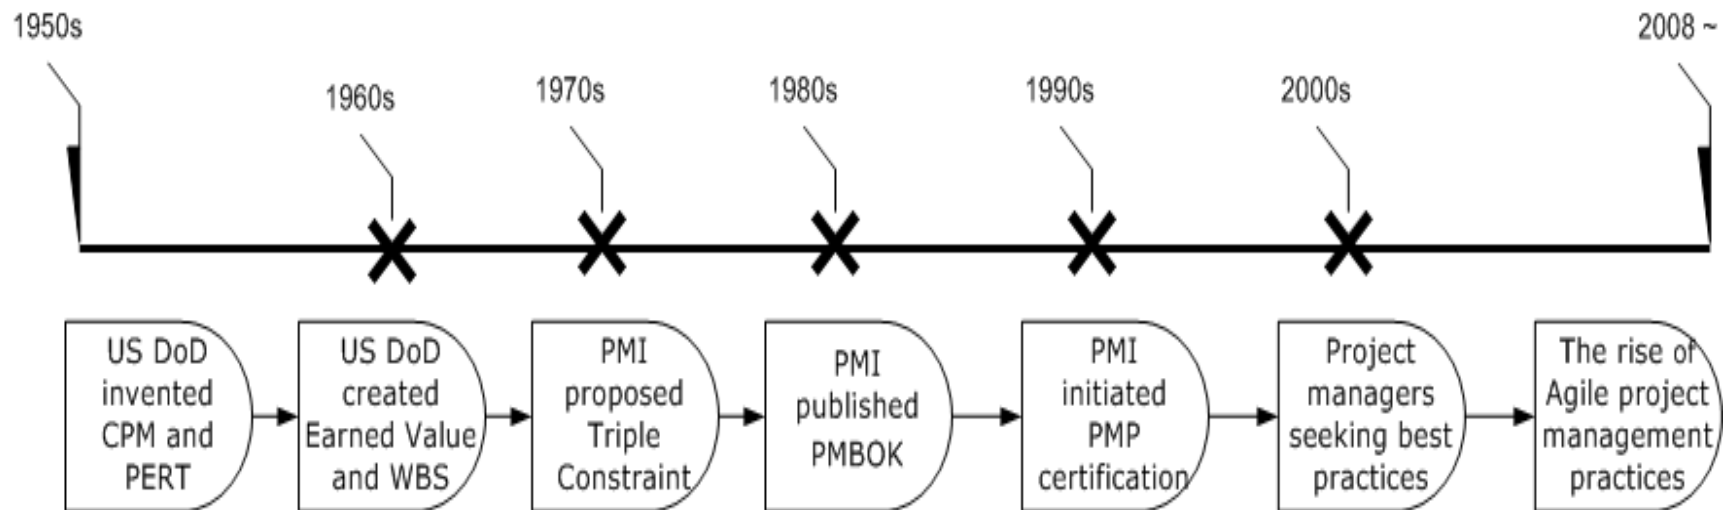 1950s
2008 ~
1960s
1970s
1980s
1990s
2000s
US DoD
invented
CPM and
PERT
US DoD
created
Earned Value
and WBS
PMI
proposed
Triple
Constraint
PMI
published
PMBOK
PMI
initiated
PMP
certification
Project
managers
seeking best
practices
The rise of
Agile project
management
practices